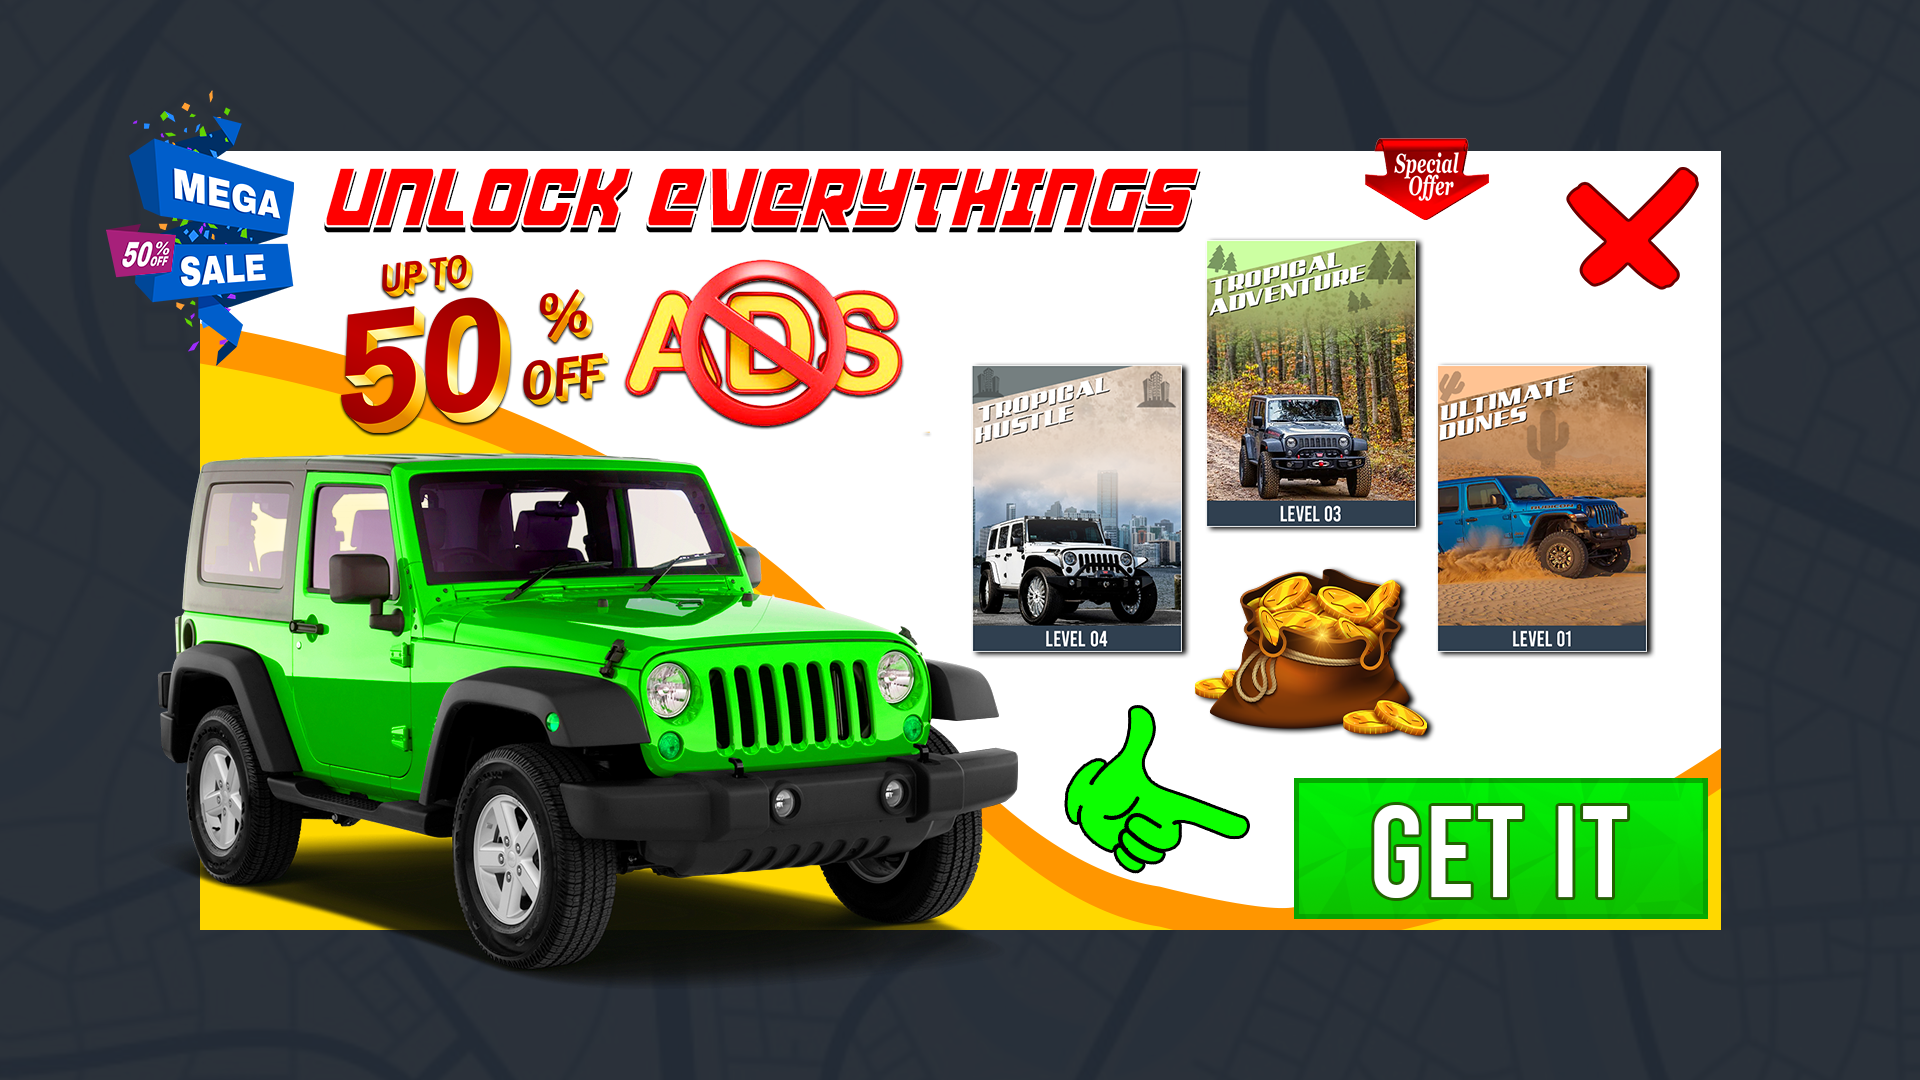 MEGA
50% OFF
SALE
UNLOCK EVERYTHINGS
UP TO
50%
OFF
ADS
Special
Offer
TROPICAL
ADVENTURE
LEVEL 03
TROPICAL
HUSTLE
LEVEL 04
ULTIMATE
DUNES
LEVEL 01
GET IT